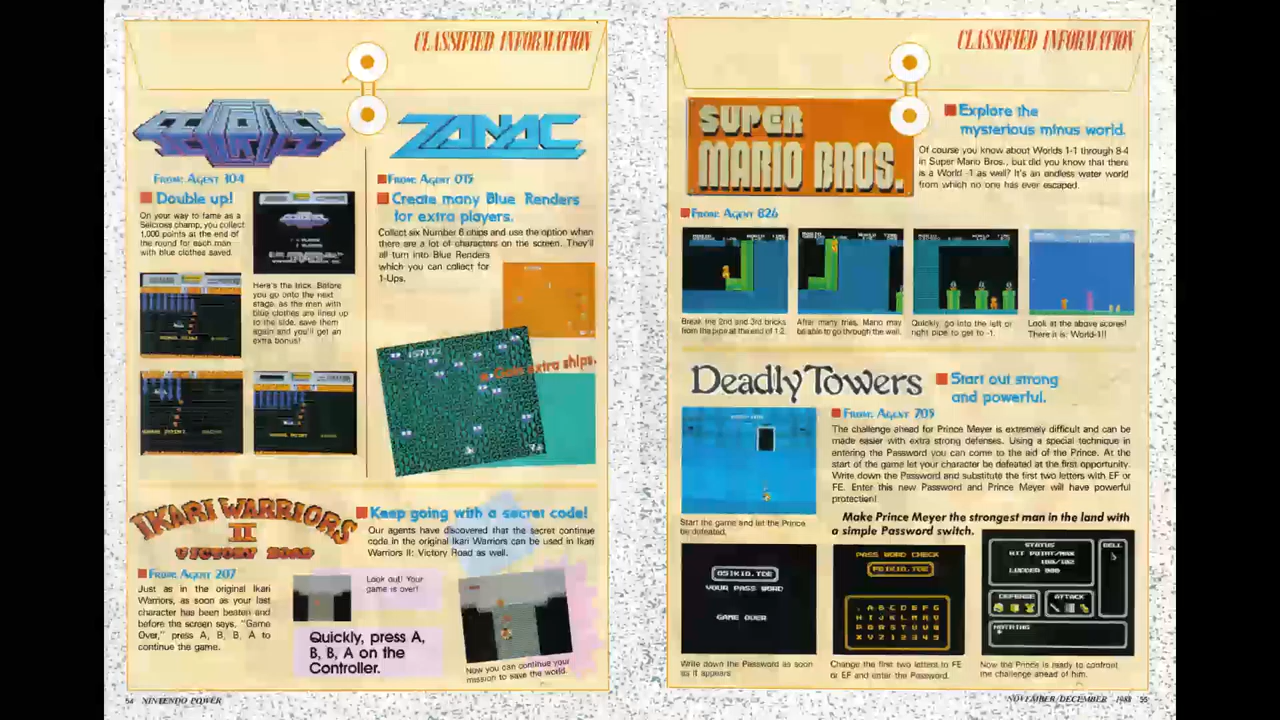 CLASSIFIED INFORMATION
ZANAC
FROM: AGENT 104
Double up!
On your way to fame as a
Selicious champ, you collect
1,000 points at the end of
the round for each man
with blue clothes saved.
Here's the trick. Before
you go onto the next
stage, as the men with
blue clothes are lined up
to the side, save them
again and you'll get an
extra bonus!
FROM: AGENT 015
Create many Blue Renders
for extra players.
Collect six Number 6 chips and use the option when
there are a lot of characters on the screen. They'll
all turn into Blue Renders
which you can collect for
1-Ups.
Gain extra ships.
IKARI WARRIORS
II
VICTORY ROAD
Keep going with a secret code!
Our agents have discovered that the secret continue
code in the original Ikari Warriors can be used in Ikari
Warriors II: Victory Road as well.
FROM: AGENT 207
Just as in the original Ikari
Warriors, as soon as your last
character has been beaten and
before the screen says, "Game
Over," press A, B, B, A to
continue the game.
Look out! Your
game is over!
Quickly, press A,
B, B, A on the
Controller.
Now you can continue your
mission to save the world.
54 NINTENDO POWER
CLASSIFIED INFORMATION
SUPER
MARIO BROS.
Explore the
mysterious minus world.
Of course you know about Worlds 1-1 through 8-4
in Super Mario Bros., but did you know that there
is a World -1 as well? It's an endless water world
from which no one has ever escaped.
FROM: AGENT 826
Break the 2nd and 3rd bricks
from the pipe at the end of 1-2.
After many tries, Mario may
be able to go through the wall.
Quickly, go into the left or
right pipe to get to -1.
Look at the above scores!
There it is: World-1!!
Deadly Towers
Start out strong
and powerful.
FROM: AGENT 705
The challenge ahead for Prince Meyer is extremely difficult and can be
made easier with extra strong defenses. Using a special technique in
entering the Password you can come to the aid of the Prince. At the
start of the game let your character be defeated at the first opportunity.
Write down the Password and substitute the first two letters with EF or
FE. Enter this new Password and Prince Meyer will have powerful
protection!
Start the game and let the Prince
be defeated.
Make Prince Meyer the strongest man in the land with
a simple Password switch.
YOUR PASS WORD
GAME OVER
PASS WORD CHECK
STATUS
HIT POINT/MAX
BELL
DEFENSE
ATTACK
NOTHING
Write down the Password as soon
as it appears
Change the first two letters to FE
or EF and enter the Password.
Now the Prince is ready to confront
the challenge ahead of him.
NOVEMBER/DECEMBER 1988 55